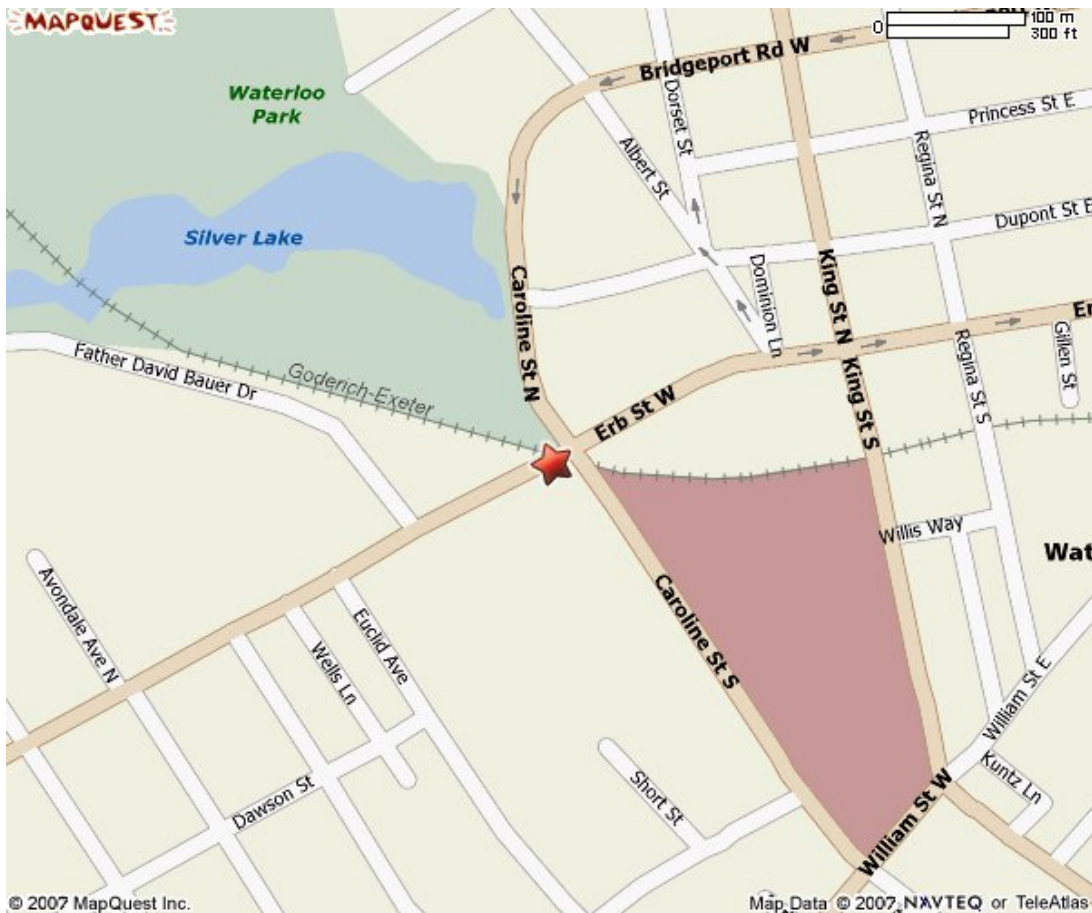 MAPQUEST
0
100 m
300 ft
Bridgeport Rd W
Waterloo
Park
Princess St E
Dorset St
Albert St
Regina St N
Dupont St E
Silver Lake
Caroline St N
Dominion Ln
King St N
Er
Gillen St
Regina St S
King St S
Father David Bauer Dr
Goderich-Exeter
Erb St W
Willis Way
Wat
Avondale Ave N
Euclid Ave
Wells Ln
Caroline St S
William St E
Kuntz Ln
Short St
Dawson St
William St W
© 2007 MapQuest Inc.
Map Data © 2007 NAVTEQ or TeleAtlas